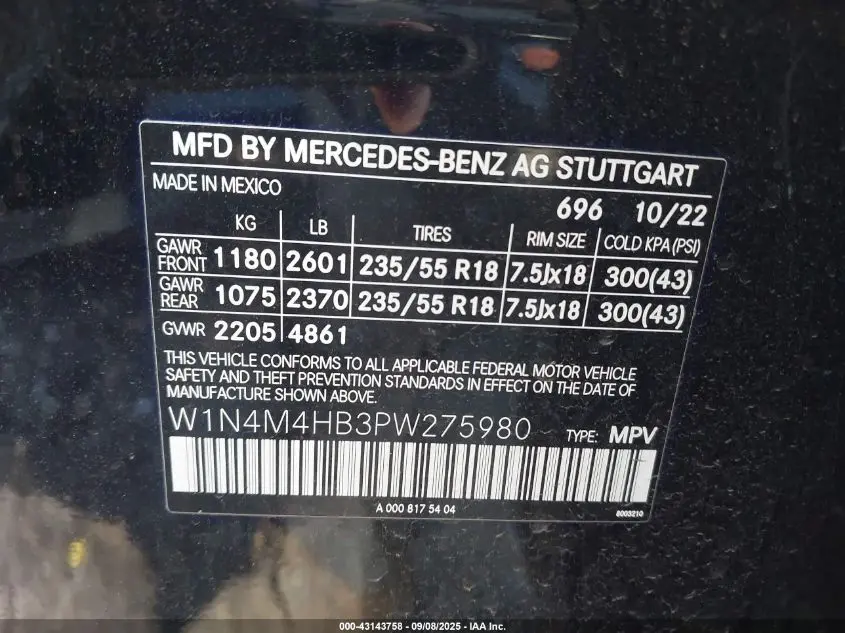 MFD BY MERCEDES-BENZ AG STUTTGART
MADE IN MEXICO
696 10/22
KG LB TIRES RIM SIZE COLD KPA (PSI)
GAWR FRONT 1180 2601 235/55 R18 7.5Jx18 300(43)
GAWR REAR 1075 2370 235/55 R18 7.5Jx18 300(43)
GVWR 2205 4861
THIS VEHICLE CONFORMS TO ALL APPLICABLE FEDERAL MOTOR VEHICLE
SAFETY AND THEFT PREVENTION STANDARDS IN EFFECT ON THE DATE OF
MANUFACTURE SHOWN ABOVE.
W1N4M4HB3PW275980 TYPE: MPV
A 000 817 54 04
8003210
000-43143758 - 09/08/2025 - IAA Inc.